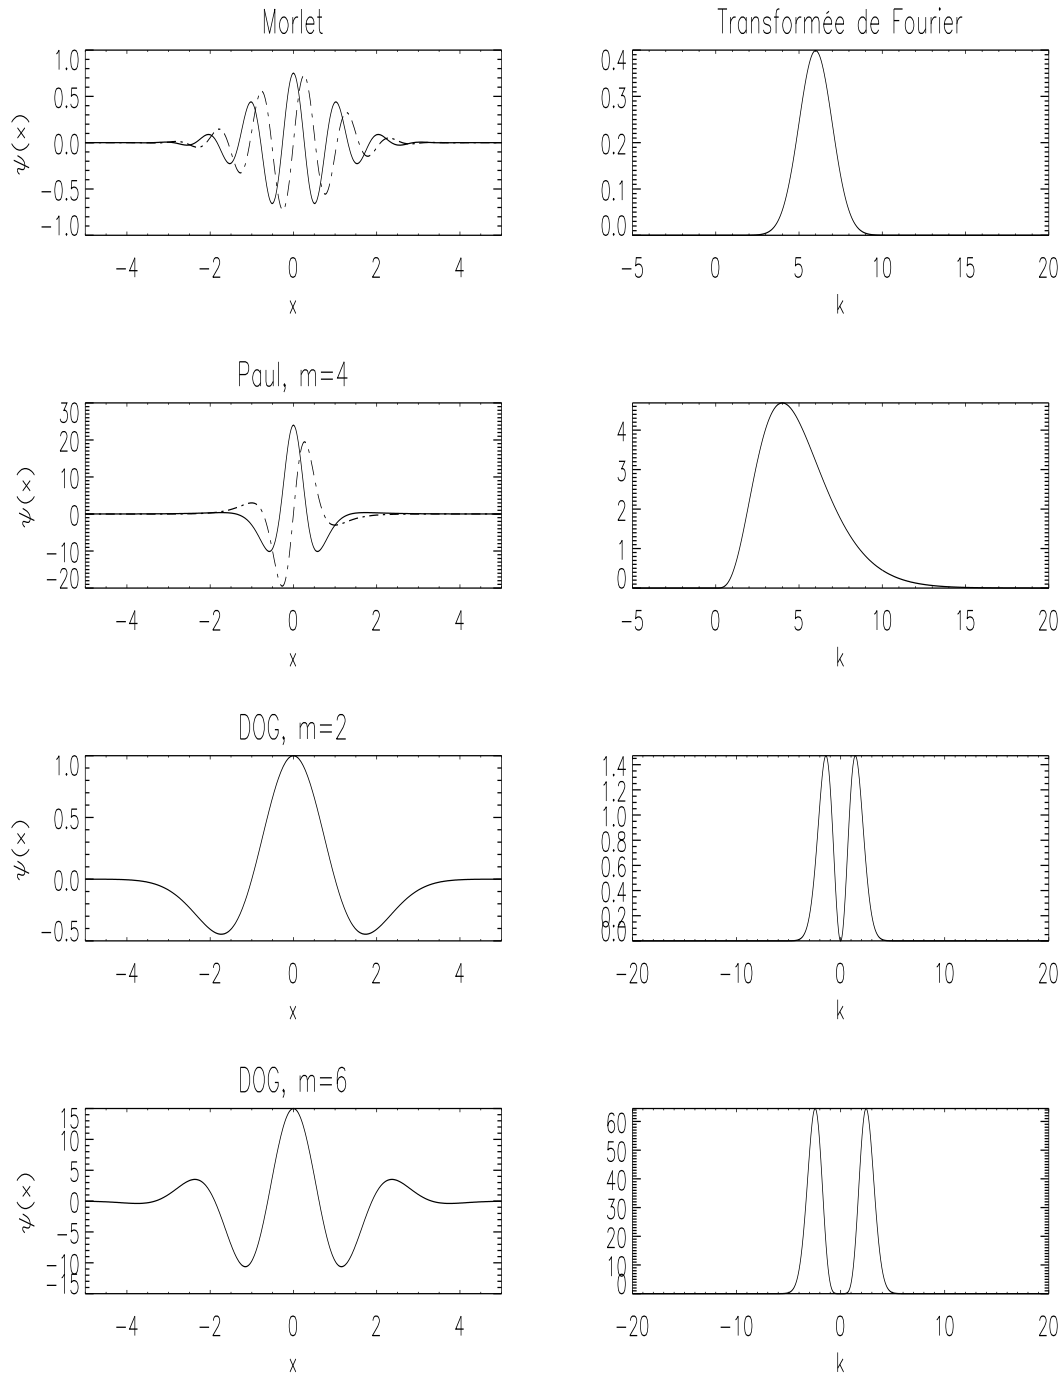 Morlet
Transformée de Fourier
1.0
0.5
0.0
−0.5
−1.0
ψ(x)
−4 −2 0 2 4
x
0.4
0.3
0.2
0.1
0.0
−5 0 5 10 15 20
k
Paul, m=4
30
20
10
0
−10
−20
ψ(x)
−4 −2 0 2 4
x
4
3
2
1
0
−5 0 5 10 15 20
k
DOG, m=2
1.0
0.5
0.0
−0.5
ψ(x)
−4 −2 0 2 4
x
1.4
1.2
1.0
0.8
0.6
0.4
0.2
0.0
−20 −10 0 10 20
k
DOG, m=6
15
10
5
0
−5
−10
−15
ψ(x)
−4 −2 0 2 4
x
60
50
40
30
20
10
0
−20 −10 0 10 20
k